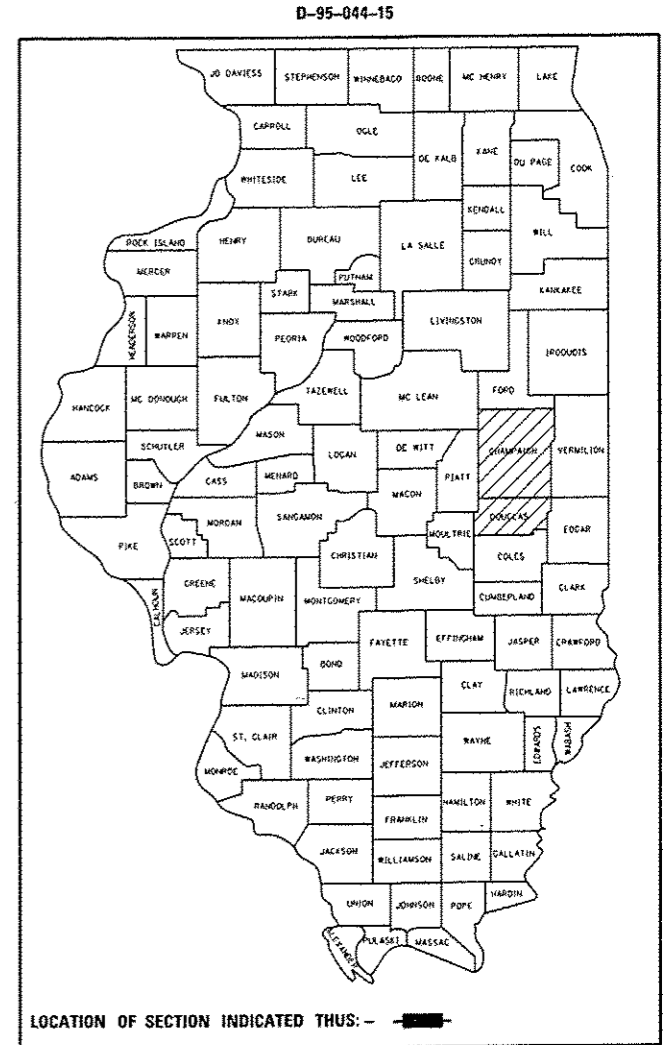 D-95-044-15
JO DAVIESS STEPHENSON WINNEBAGO BOONE MC HENRY LAKE
CARROLL OGLE DE KALB KANE DU PAGE COOK
WHITESIDE LEE
KENDALL
ROCK ISLAND HENRY BUREAU LA SALLE WILL
MERCER PUTNAM GRUNDY
STARK MARSHALL KANKAKEE
HENDERSON WARREN KNOX PEORIA WOODFORD LIVINGSTON IROQUOIS
HANCOCK MC DONOUGH FULTON TAZEWELL MC LEAN FORD
MASON
SCHUYLER LOGAN DE WITT CHAMPAIGN VERMILION
ADAMS BROWN CASS MENARD PIATT
MACON
MORGAN SANGAMON DOUGLAS EDGAR
PIKE SCOTT CHRISTIAN MOULTRIE COLES
GREENE SHELBY
CALHOUN MACOUPIN MONTGOMERY CUMBERLAND CLARK
JERSEY FAYETTE EFFINGHAM JASPER CRAWFORD
BOND
MADISON CLAY RICHLAND LAWRENCE
CLINTON MARION
ST. CLAIR WAYNE EDWARDS WABASH
WASHINGTON JEFFERSON
MONROE
RANDOLPH PERRY HAMILTON WHITE
FRANKLIN
JACKSON WILLIAMSON SALINE GALLATIN
HARDIN
UNION JOHNSON POPE
ALEXANDER PULASKI MASSAC
LOCATION OF SECTION INDICATED THUS: -